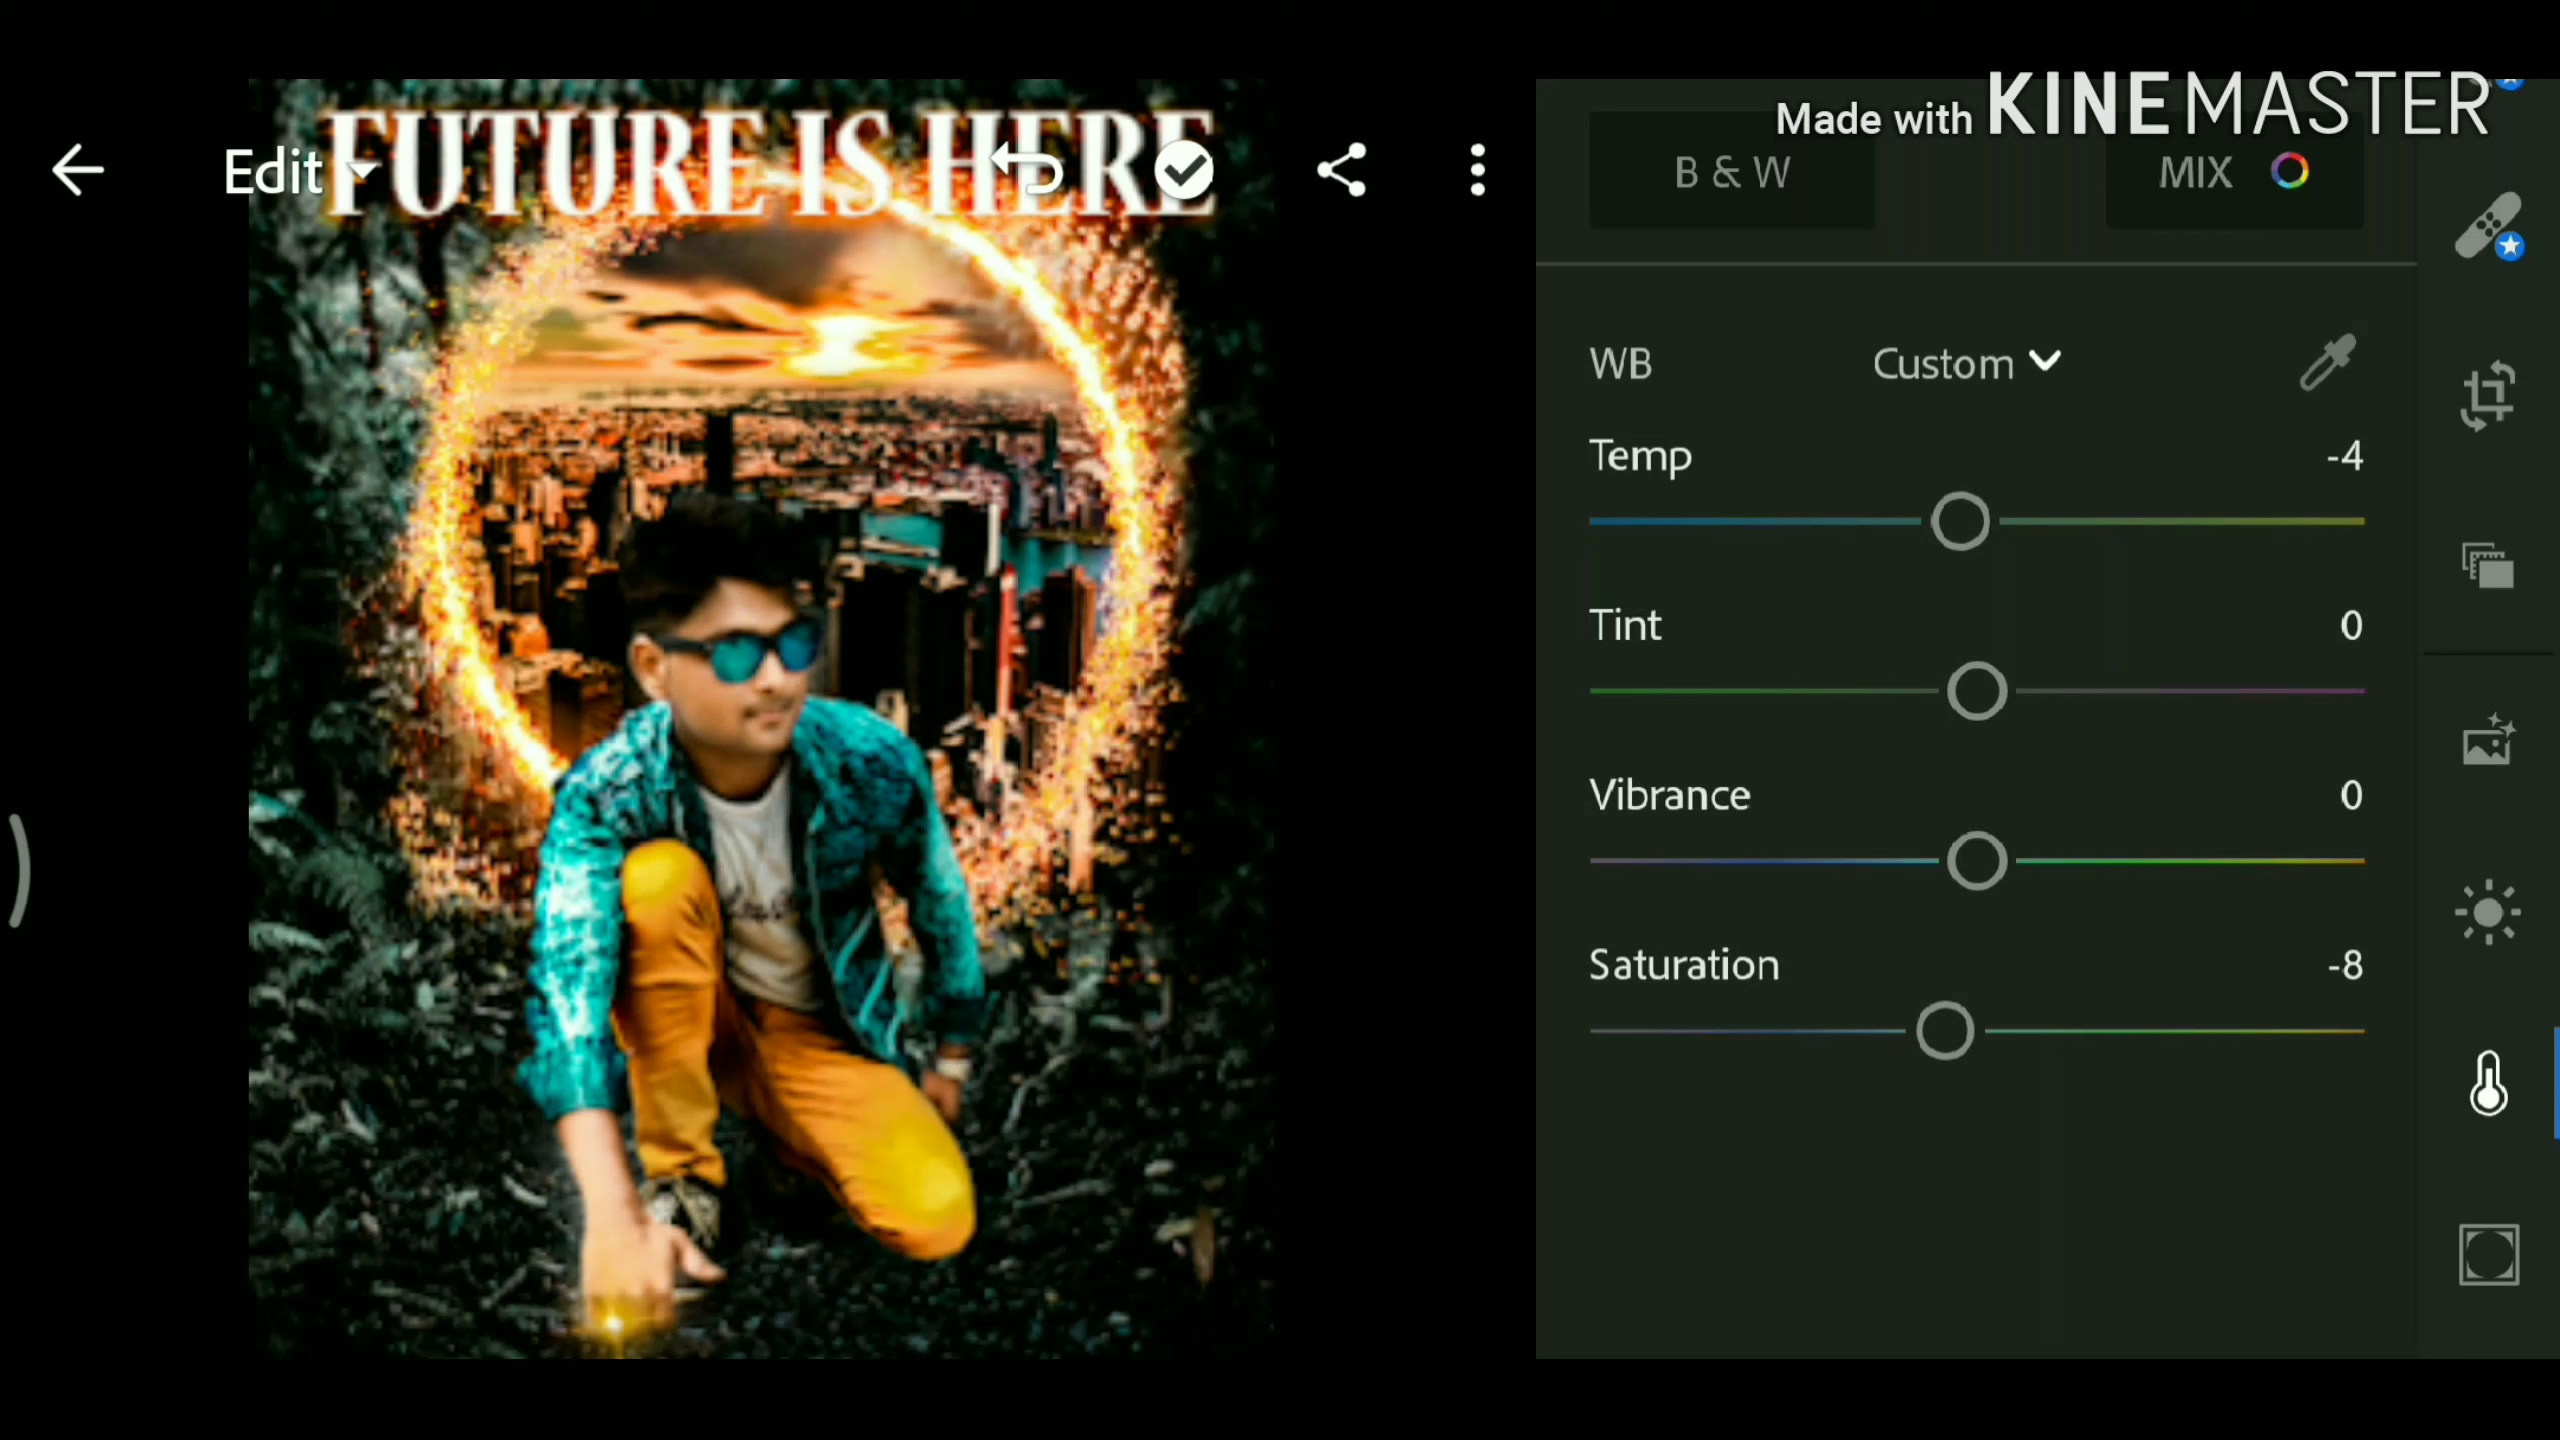 Made with KINEMASTER
FUTURE IS HERE
Edit
B & W
MIX
WB
Custom
Temp
-4
Tint
0
Vibrance
0
Saturation
-8